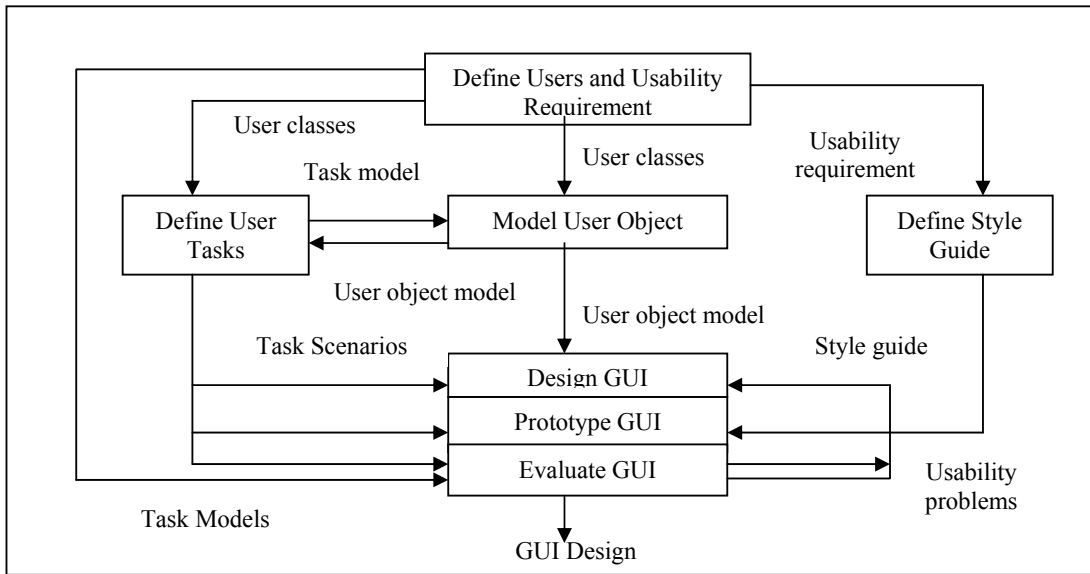 Define Users and Usability
Requirement
User classes
User classes
Usability
requirement
Task model
Define User
Tasks
Model User Object
Define Style
Guide
User object model
User object model
Task Scenarios
Style guide
Design GUI
Prototype GUI
Evaluate GUI
Usability
problems
Task Models
GUI Design